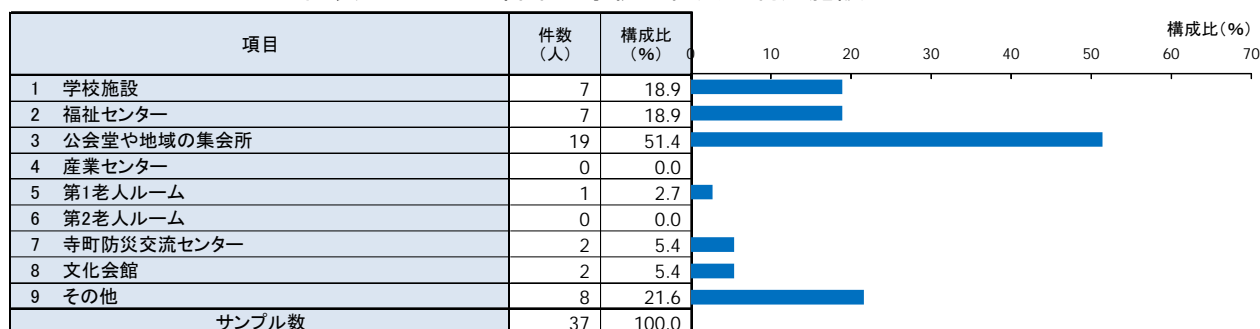 項目 件数(人) 構成比(%) 構成比(%)
0 10 20 30 40 50 60 70
1 学校施設 7 18.9
2 福祉センター 7 18.9
3 公会堂や地域の集会所 19 51.4
4 産業センター 0 0.0
5 第1老人ルーム 1 2.7
6 第2老人ルーム 0 0.0
7 寺町防災交流センター 2 5.4
8 文化会館 2 5.4
9 その他 8 21.6
サンプル数 37 100.0